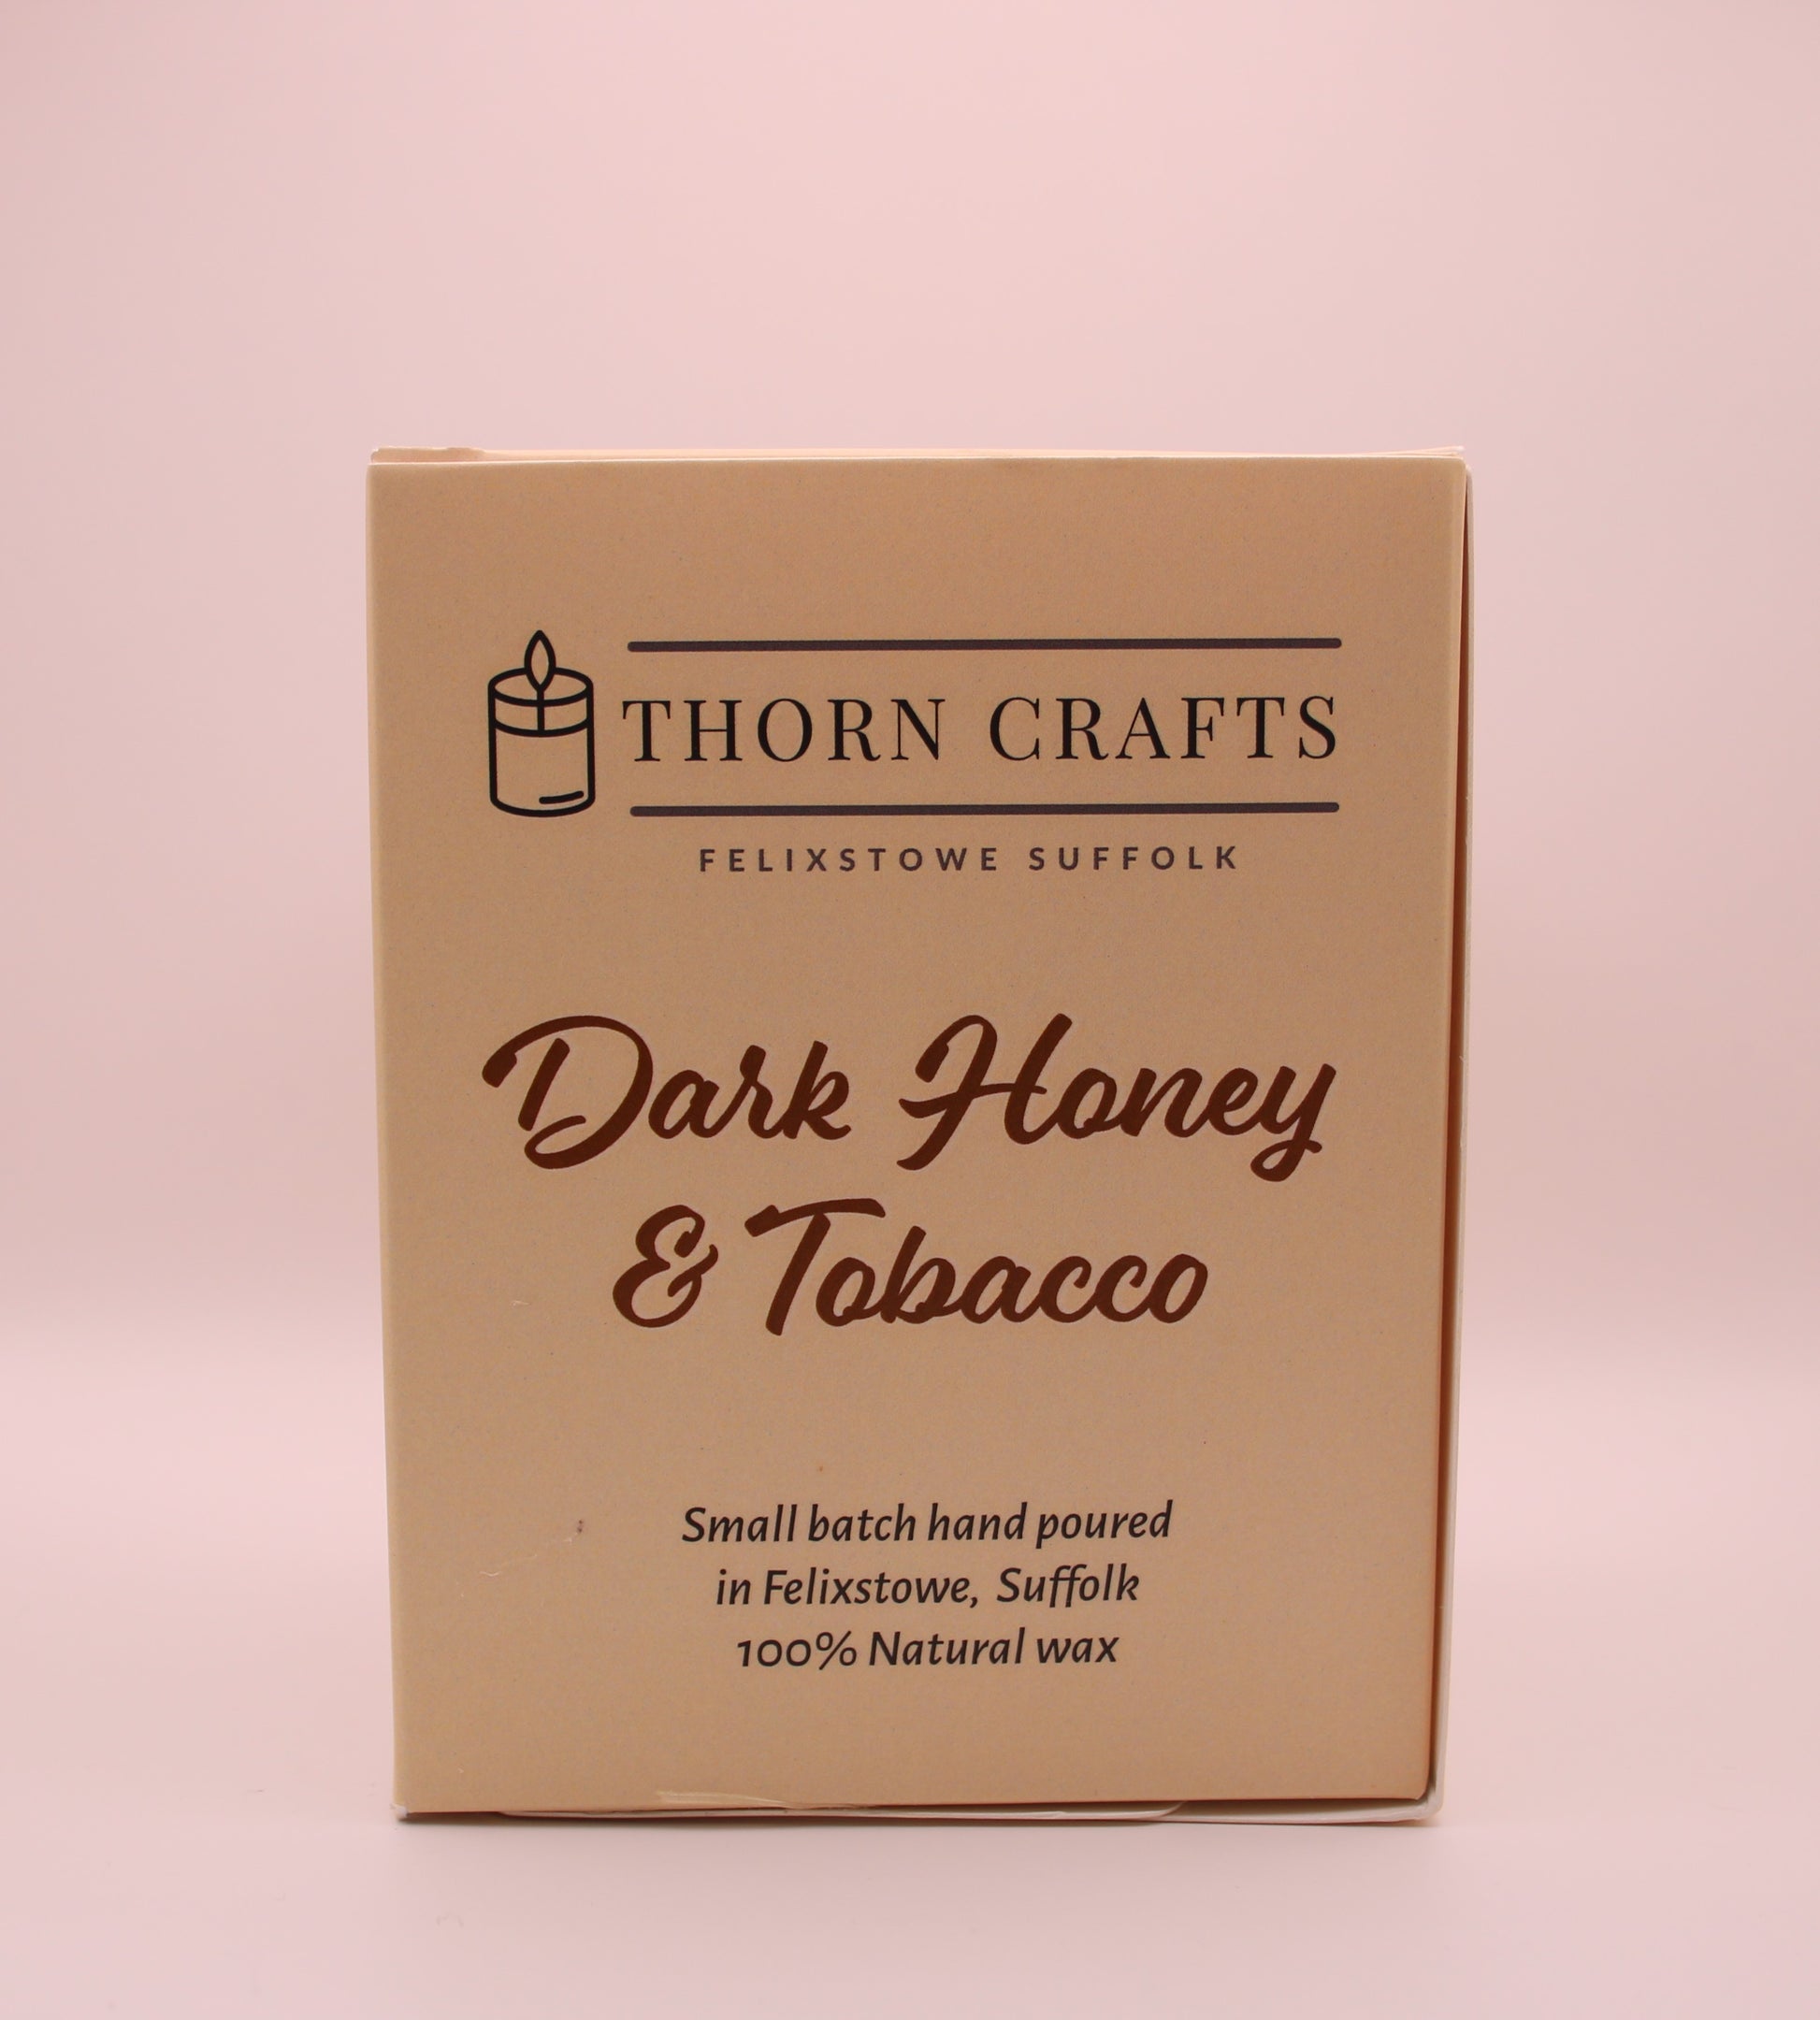 THORN CRAFTS
FELIXSTOWE SUFFOLK
Dark Honey
& Tobacco
Small batch hand poured
in Felixstowe, Suffolk
100% Natural wax